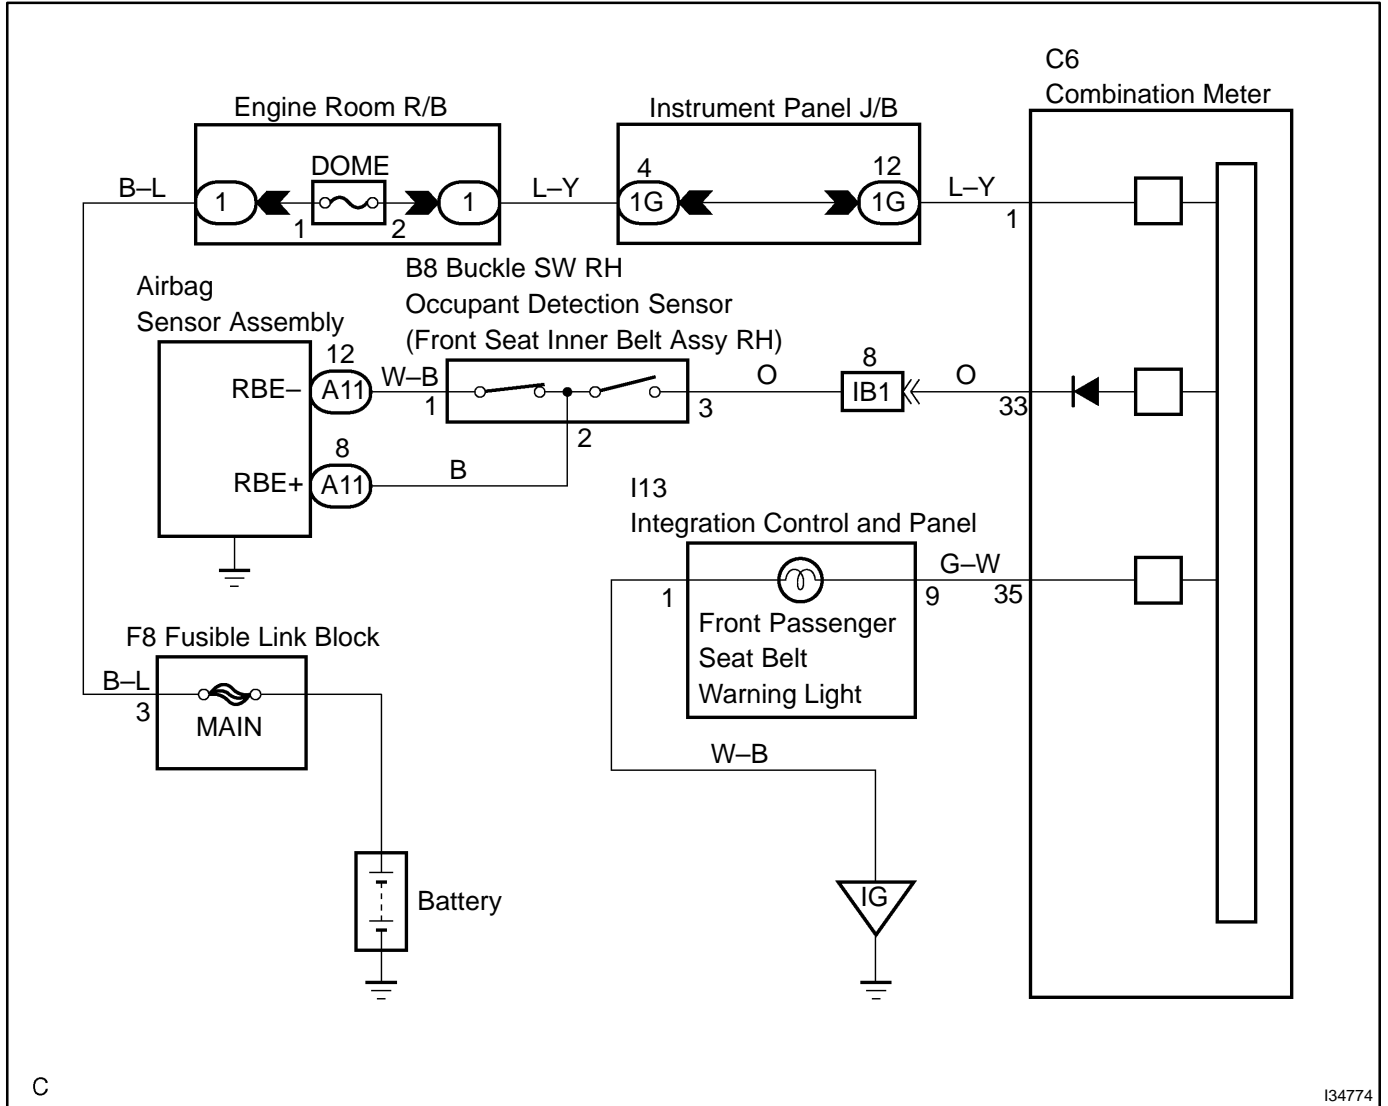 C6
Combination Meter
Engine Room R/B
Instrument Panel J/B
DOME
4
12
B–L
1
1
L–Y
1G
1G
L–Y
1
2
1
B8 Buckle SW RH
Occupant Detection Sensor
(Front Seat Inner Belt Assy RH)
Airbag
Sensor Assembly
12
8
RBE–
A11
W–B
O
IB1
O
1
3
33
2
8
RBE+
A11
B
I13
Integration Control and Panel
G–W
1
9
35
Front Passenger
Seat Belt
Warning Light
F8 Fusible Link Block
B–L
3
MAIN
W–B
IG
Battery
C
I34774